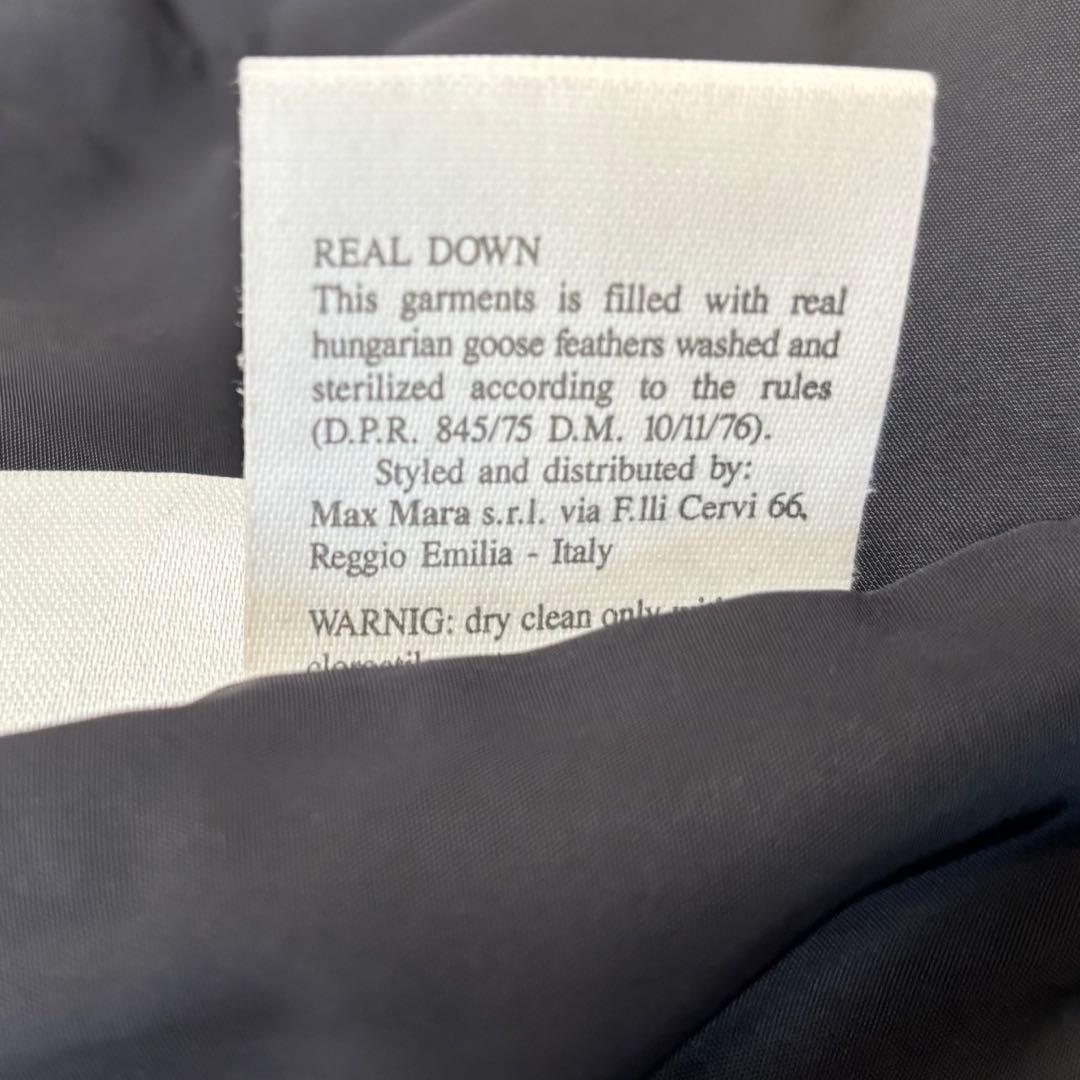 REAL DOWN
This garments is filled with real
hungarian goose feathers washed and
sterilized according to the rules
(D.P.R. 845/75 D.M. 10/11/76).
Styled and distributed by:
Max Mara s.r.l. via F.lli Cervi 66,
Reggio Emilia - Italy
WARNIG: dry clean only